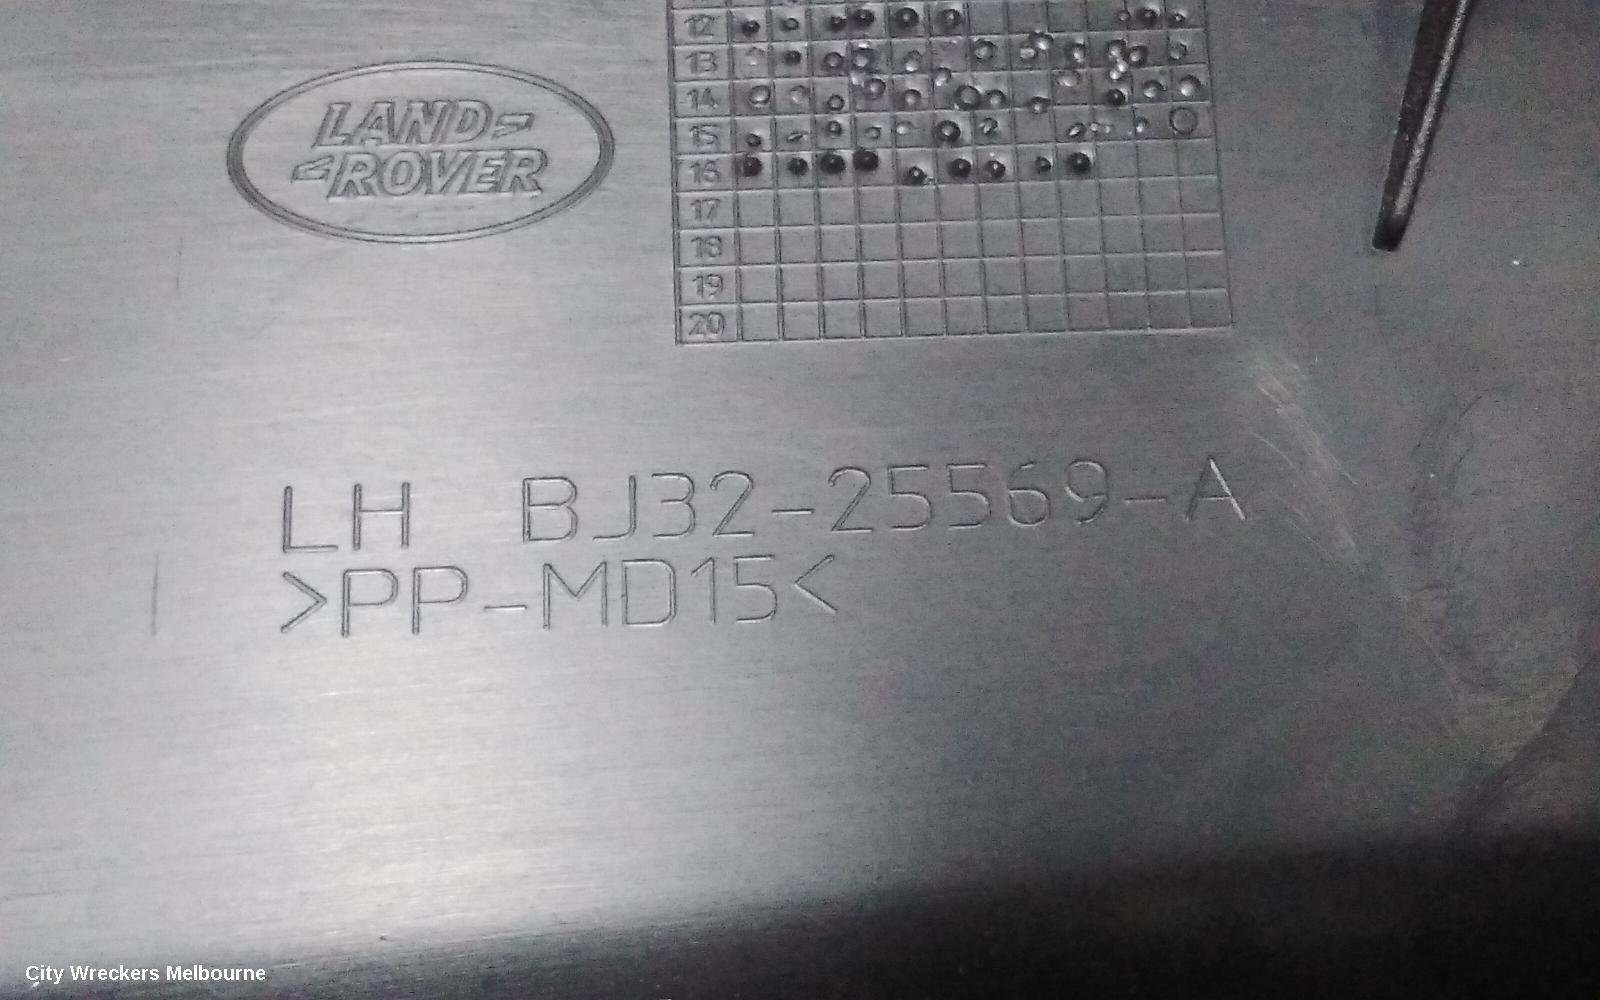 12
13
14
15
16
17
18
19
20
LAND
ROVER
LH BJ32-25569-A
>PP-MD15<
City Wreckers Melbourne